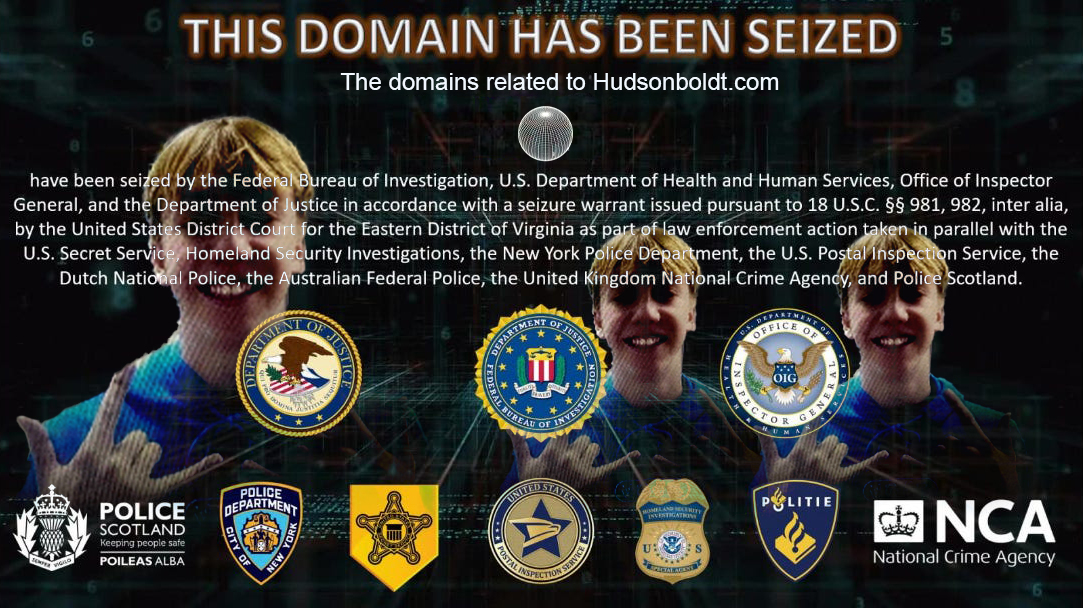 THIS DOMAIN HAS BEEN SEIZED
The domains related to Hudsonboldt.com
have been seized by the Federal Bureau of Investigation, U.S. Department of Health and Human Services, Office of Inspector
General, and the Department of Justice in accordance with a seizure warrant issued pursuant to 18 U.S.C. §§ 981, 982, inter alia,
by the United States District Court for the Eastern District of Virginia as part of law enforcement action taken in parallel with the
U.S. Secret Service, Homeland Security Investigations, the New York Police Department, the U.S. Postal Inspection Service, the
Dutch National Police, the Australian Federal Police, the United Kingdom National Crime Agency, and Police Scotland.
DEPARTMENT OF JUSTICE
DEPARTMENT OF JUSTICE
FEDERAL BUREAU OF INVESTIGATION
U.S. DEPARTMENT OF
HEALTH & HUMAN SERVICES
OFFICE OF
INSPECTOR GENERAL
OIG
SEMPER VIGILO
POLICE
SCOTLAND
Keeping people safe
POILEAS ALBA
POLICE
DEPARTMENT
CITY OF
NEW YORK
UNITED STATES
POSTAL INSPECTION SERVICE
HOMELAND SECURITY
INVESTIGATIONS
U S
SPECIAL AGENT
POLITIE
NCA
National Crime Agency